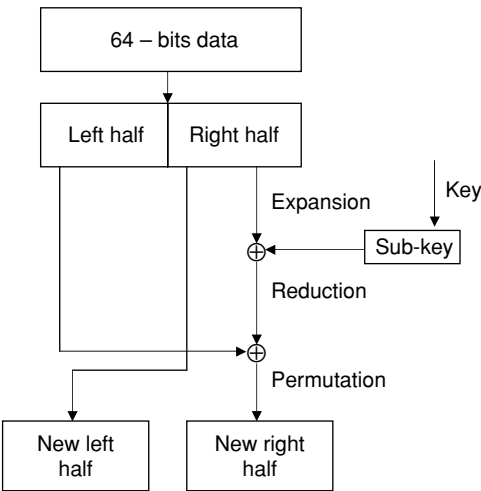 64 – bits data
Left half
Right half
Key
Expansion
Sub-key
Reduction
Permutation
New left
half
New right
half